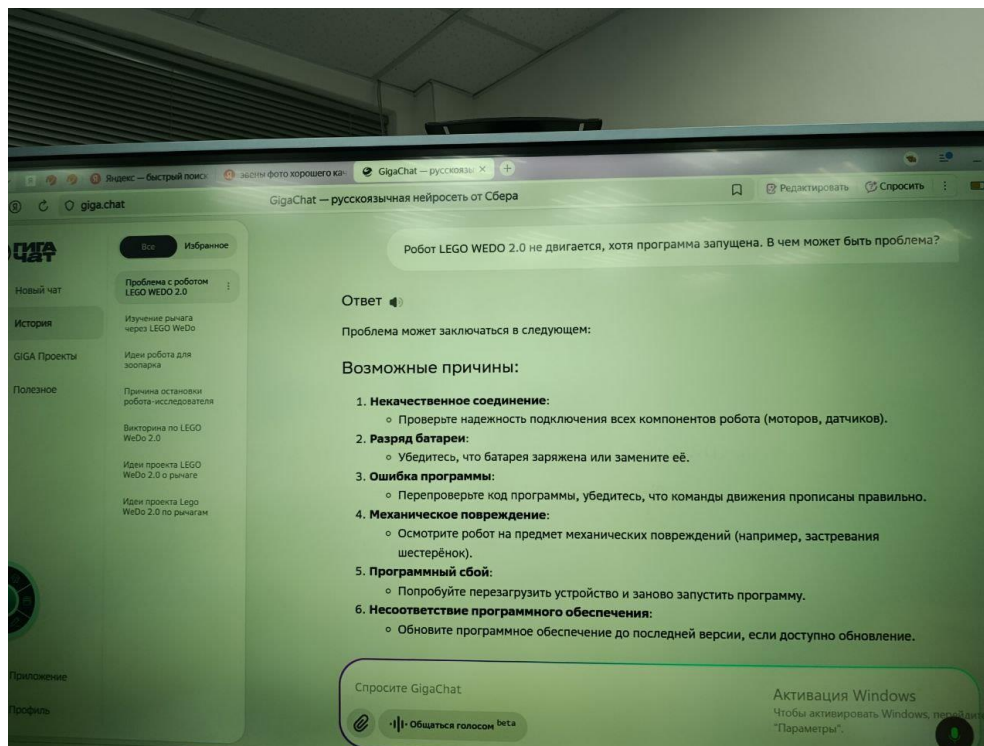 Яндекс — быстрый поиск
эвены фото хорошего кач
GigaChat — русскоязы
giga.chat
GigaChat — русскоязычная нейросеть от Сбера
Редактировать
Спросить
ГИГА
ЧАТ
Все
Избранное
Новый чат
История
GIGA Проекты
Полезное
Проблема с роботом
LEGO WEDO 2.0
Изучение рычага
через LEGO WeDo
Идеи робота для
зоопарка
Причина остановки
робота-исследователя
Викторина по LEGO
WeDo 2.0
Идеи проекта LEGO
WeDo 2.0 о рычаге
Идеи проекта Lego
WeDo 2.0 по рычагам
Приложение
Профиль
Робот LEGO WEDO 2.0 не двигается, хотя программа запущена. В чем может быть проблема?
Ответ
Проблема может заключаться в следующем:
Возможные причины:
1. Некачественное соединение:
Проверьте надежность подключения всех компонентов робота (моторов, датчиков).
2. Разряд батареи:
Убедитесь, что батарея заряжена или замените её.
3. Ошибка программы:
Перепроверьте код программы, убедитесь, что команды движения прописаны правильно.
4. Механическое повреждение:
Осмотрите робот на предмет механических повреждений (например, застревания
шестерёнок).
5. Программный сбой:
Попробуйте перезагрузить устройство и заново запустить программу.
6. Несоответствие программного обеспечения:
Обновите программное обеспечение до последней версии, если доступно обновление.
Спросите GigaChat
Общаться голосом beta
Активация Windows
Чтобы активировать Windows,
"Параметры".